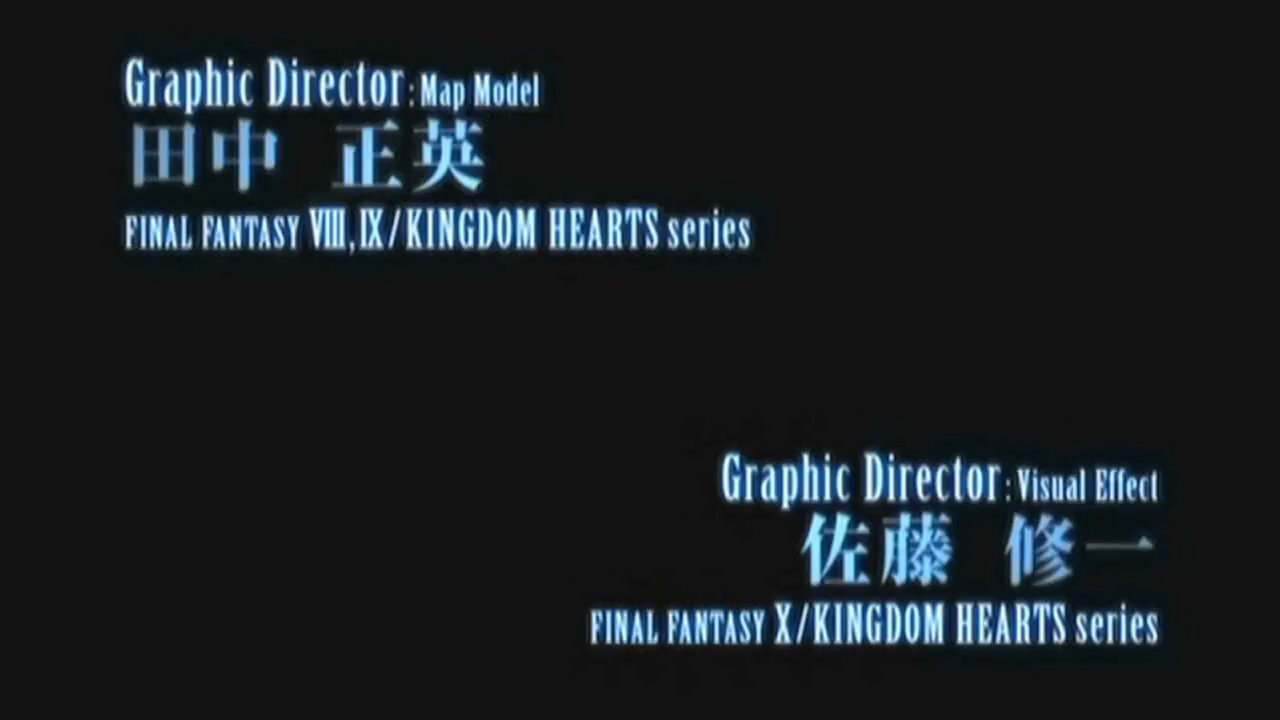 Graphic Director: Map Model
田中 正英
FINAL FANTASY VIII,IX/KINGDOM HEARTS series
Graphic Director: Visual Effect
佐藤 修一
FINAL FANTASY X/KINGDOM HEARTS series